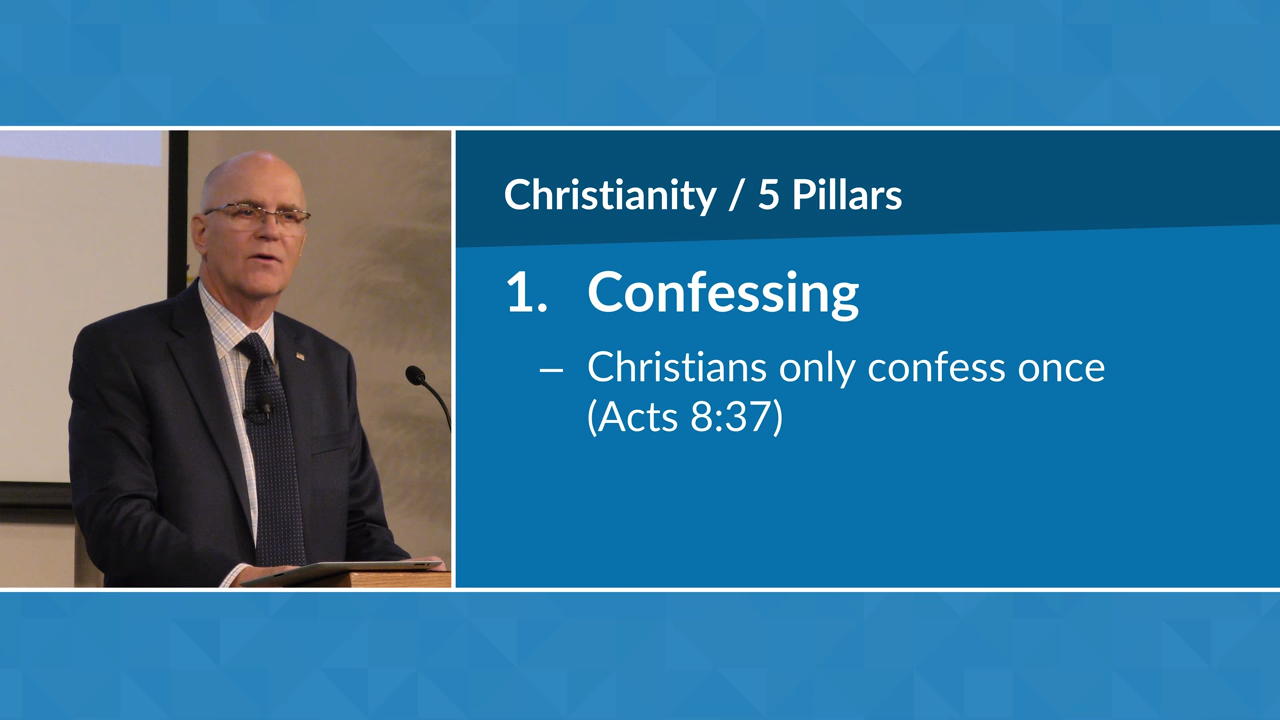 Christianity / 5 Pillars
1. Confessing
– Christians only confess once
(Acts 8:37)